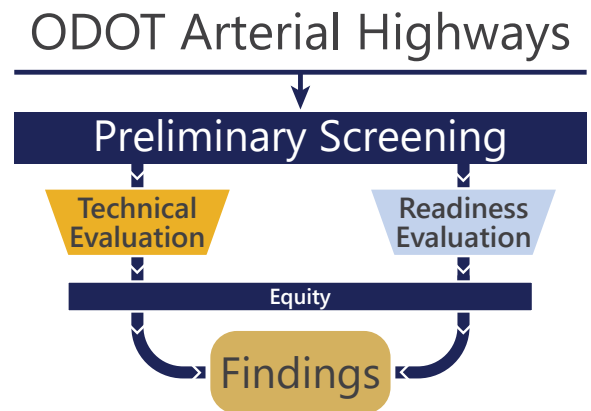 ODOT Arterial Highways
Preliminary Screening
Technical
Evaluation
Readiness
Evaluation
Equity
Findings